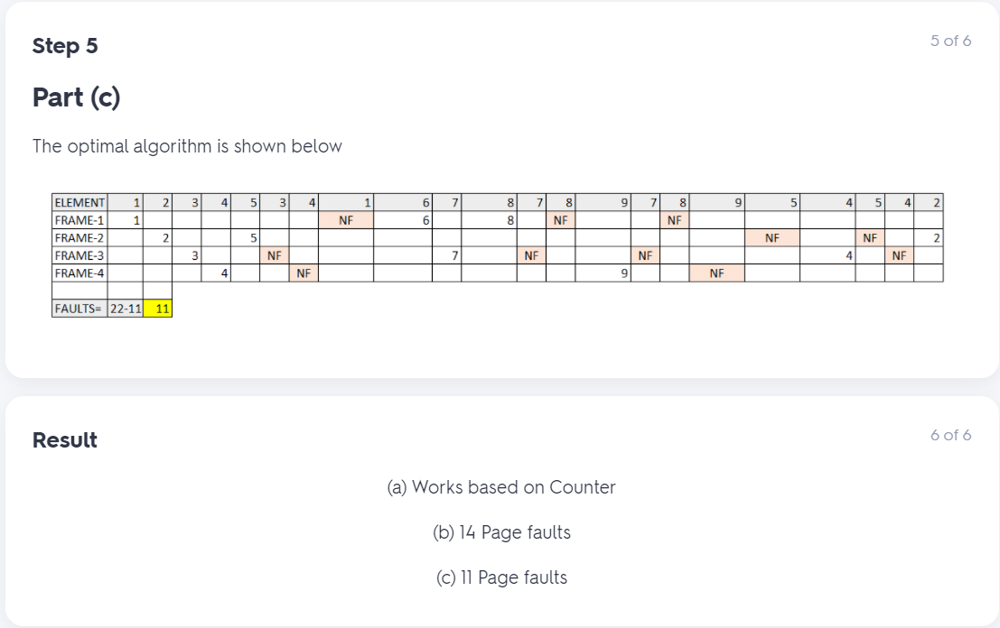 Step 5
5 of 6
Part (c)
The optimal algorithm is shown below
ELEMENT 1 2 3 4 5 3 4 1 6 7 8 7 8 9 7 8 9 5 4 5 4 2
FRAME-1 1 NF 6 8 NF NF
FRAME-2 2 5 NF NF 2
FRAME-3 3 NF 7 NF NF 4 NF
FRAME-4 4 NF 9 NF
FAULTS= 22-11 11
Result
6 of 6
(a) Works based on Counter
(b) 14 Page faults
(c) 11 Page faults